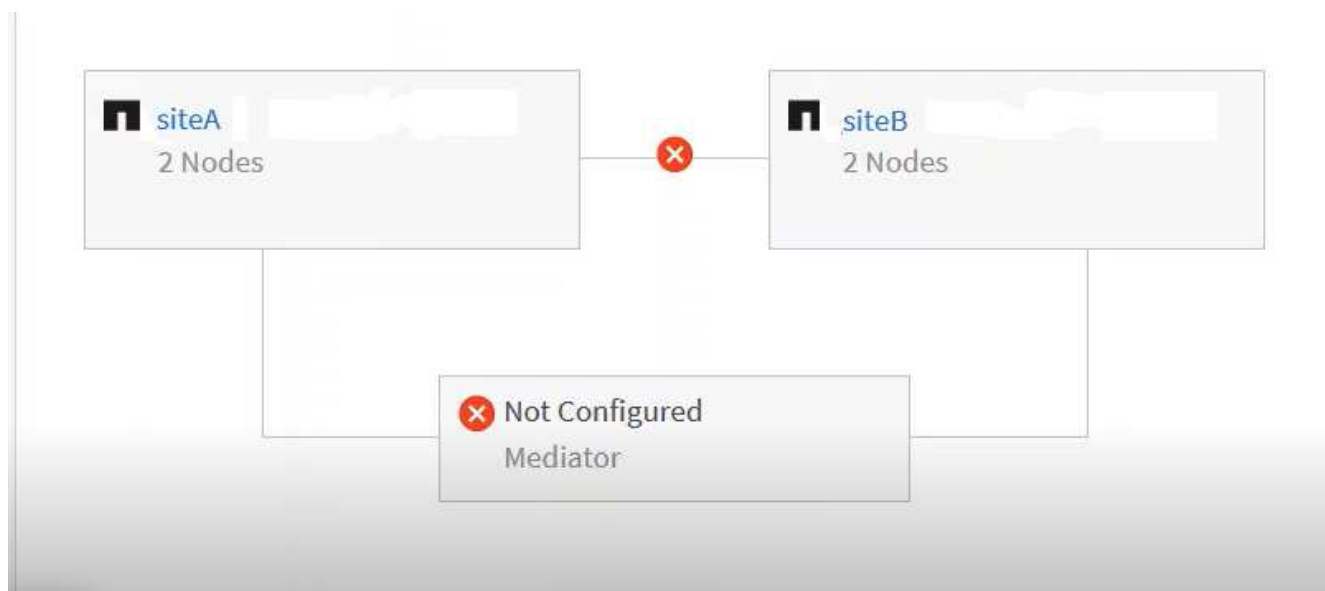 siteA
2 Nodes
siteB
2 Nodes
Not Configured
Mediator